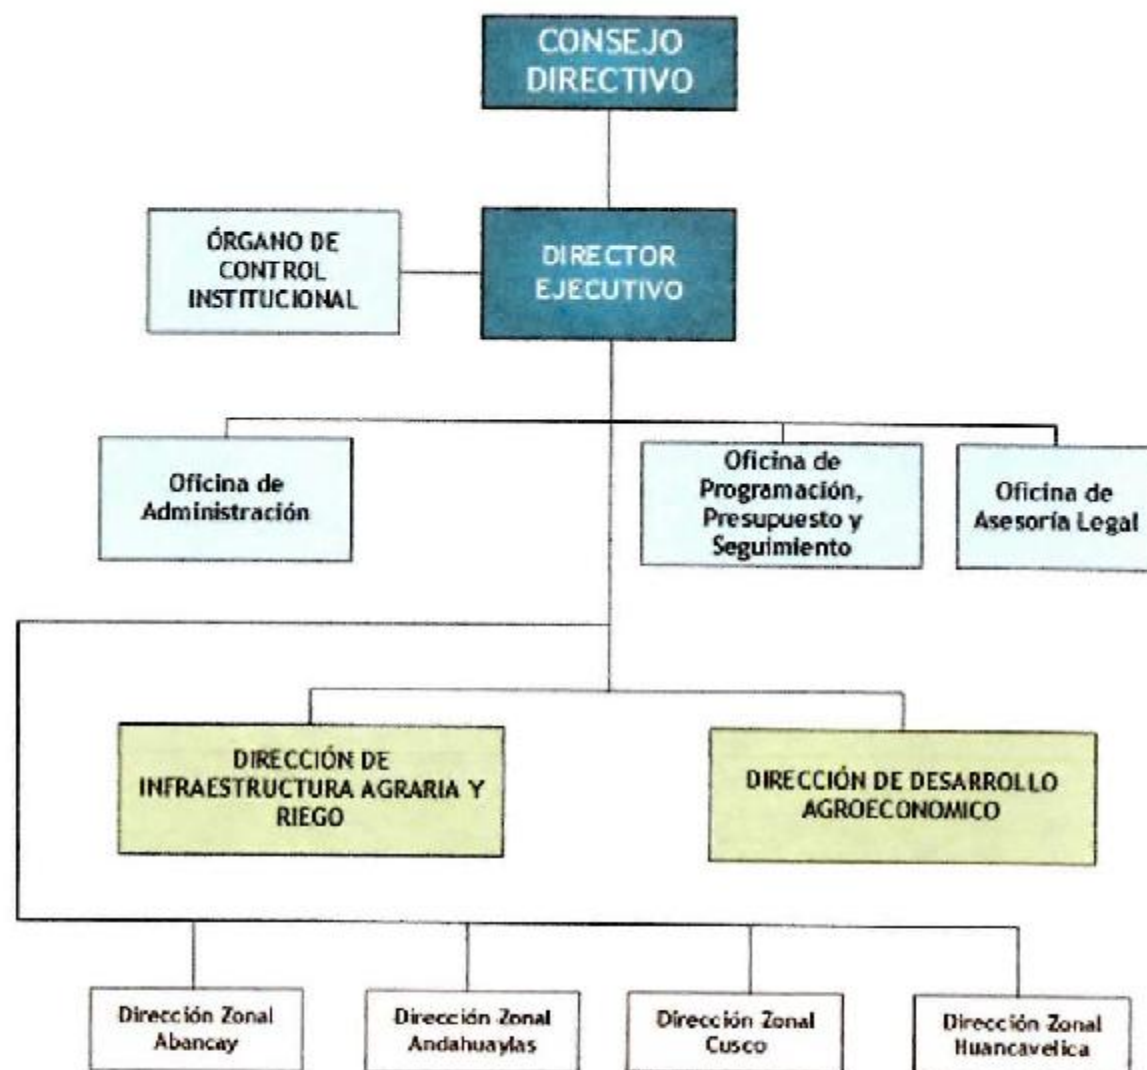 CONSEJO
DIRECTIVO
ÓRGANO DE
CONTROL
INSTITUCIONAL
DIRECTOR
EJECUTIVO
Oficina de
Administración
Oficina de
Programación,
Presupuesto y
Seguimiento
Oficina de
Asesoría Legal
DIRECCIÓN DE
INFRAESTRUCTURA AGRARIA Y
RIEGO
DIRECCIÓN DE DESARROLLO
AGROECONOMICO
Dirección Zonal
Abancay
Dirección Zonal
Andahuaylas
Dirección Zonal
Cusco
Dirección Zonal
Huancavelica